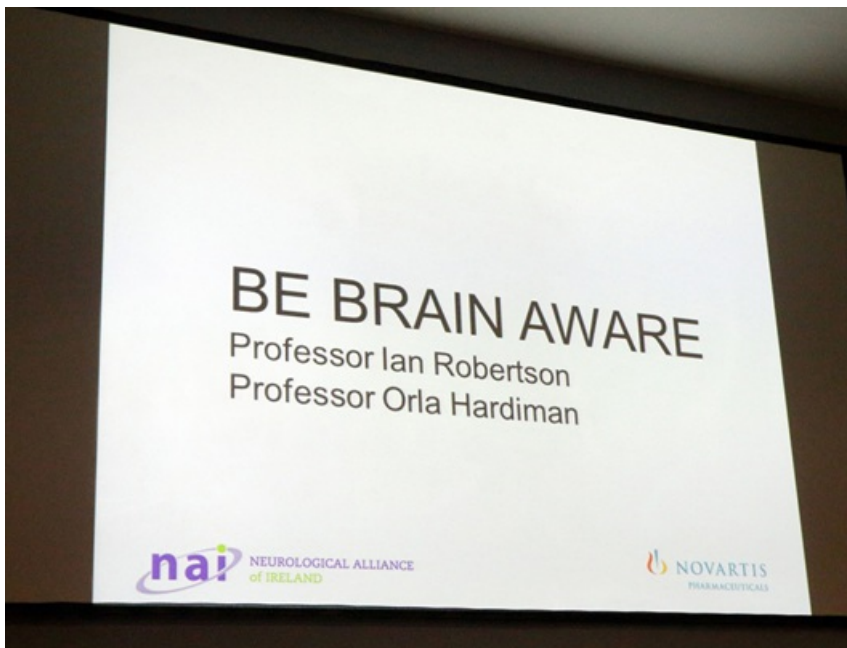 BE BRAIN AWARE
Professor Ian Robertson
Professor Orla Hardiman
nai NEUROLOGICAL ALLIANCE
of IRELAND
NOVARTIS
PHARMACEUTICALS